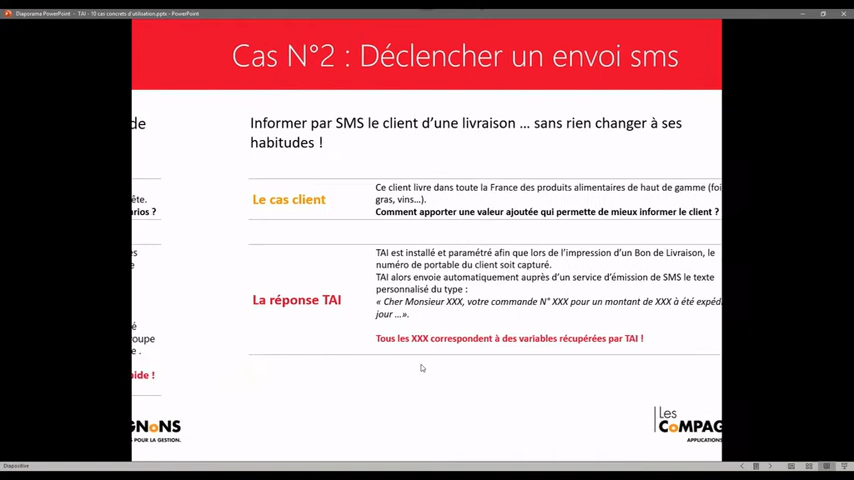 Diaporama PowerPoint - TAI - 10 cas concrets d'utilisation.pptx - PowerPoint
Cas N°2 : Déclencher un envoi sms
de
Informer par SMS le client d'une livraison ... sans rien changer à ses
habitudes !
ète.
arios ?
Le cas client
Ce client livre dans toute la France des produits alimentaires de haut de gamme (foi
gras, vins...).
Comment apporter une valeur ajoutée qui permette de mieux informer le client ?
es
e
é
oupe
e .
ide !
La réponse TAI
TAI est installé et paramétré afin que lors de l'impression d'un Bon de Livraison, le
numéro de portable du client soit capturé.
TAI alors envoie automatiquement auprès d'un service d'émission de SMS le texte
personnalisé du type :
« Cher Monsieur XXX, votre commande N° XXX pour un montant de XXX à été expéd
jour ...».
Tous les XXX correspondent à des variables récupérées par TAI !
GNoNS
POUR LA GESTION.
Les
CoMPAG
APPLICATIONS
Diapositive